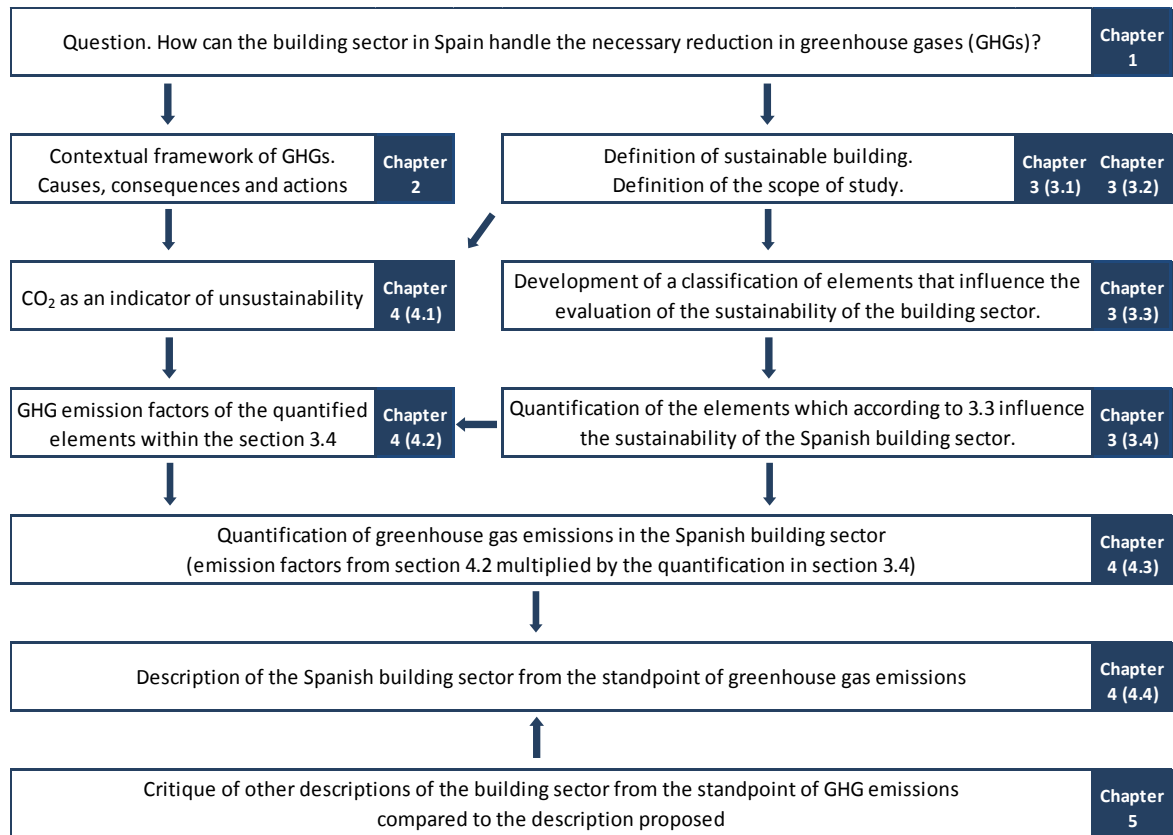 Question. How can the building sector in Spain handle the necessary reduction in greenhouse gases (GHGs)?
Chapter
1
Contextual framework of GHGs.
Causes, consequences and actions
Chapter
2
Definition of sustainable building.
Definition of the scope of study.
Chapter
3 (3.1)
Chapter
3 (3.2)
CO₂ as an indicator of unsustainability
Chapter
4 (4.1)
Development of a classification of elements that influence the
evaluation of the sustainability of the building sector.
Chapter
3 (3.3)
GHG emission factors of the quantified
elements within the section 3.4
Chapter
4 (4.2)
Quantification of the elements which according to 3.3 influence
the sustainability of the Spanish building sector.
Chapter
3 (3.4)
Quantification of greenhouse gas emissions in the Spanish building sector
(emission factors from section 4.2 multiplied by the quantification in section 3.4)
Chapter
4 (4.3)
Description of the Spanish building sector from the standpoint of greenhouse gas emissions
Chapter
4 (4.4)
Critique of other descriptions of the building sector from the standpoint of GHG emissions
compared to the description proposed
Chapter
5